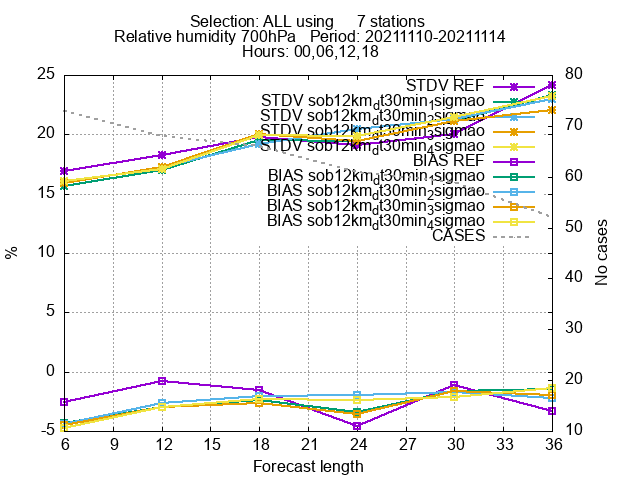 Selection: ALL using 7 stations
Relative humidity 700hPa Period: 20211110-20211114
Hours: 00,06,12,18
STDV REF
STDV sob12km_dt30min_1sigmao
STDV sob12km_dt30min_2sigmao
STDV sob12km_dt30min_3sigmao
STDV sob12km_dt30min_4sigmao
BIAS REF
BIAS sob12km_dt30min_1sigmao
BIAS sob12km_dt30min_2sigmao
BIAS sob12km_dt30min_3sigmao
BIAS sob12km_dt30min_4sigmao
CASES
25
20
15
10
5
0
-5
%
80
70
60
50
40
30
20
10
No cases
6 9 12 15 18 21 24 27 30 33 36
Forecast length